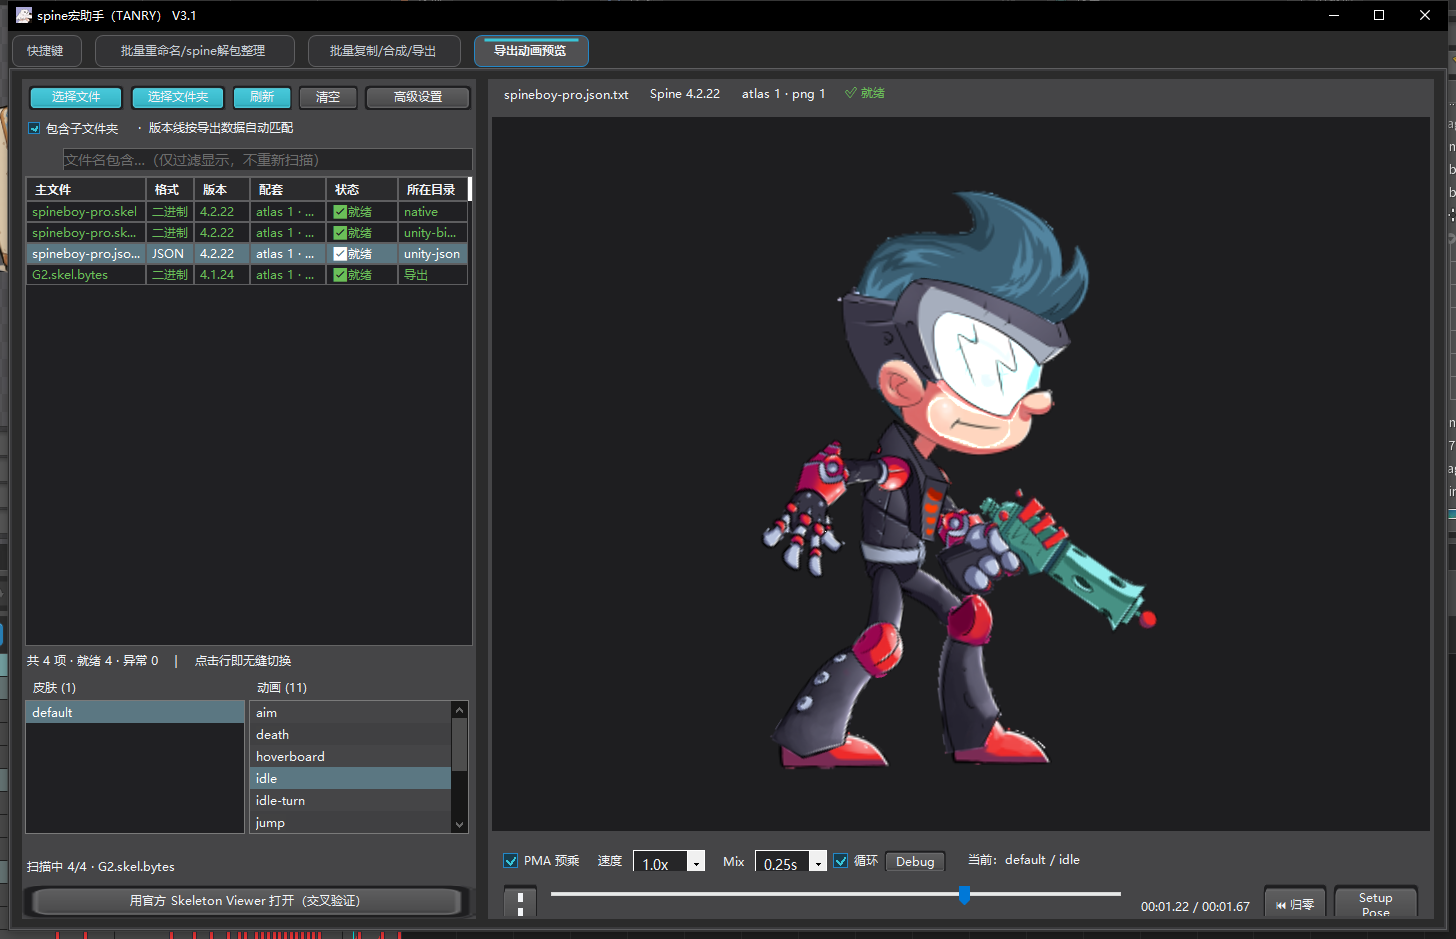 spine宏助手（TANRY） V3.1
快捷键 批量重命名/spine解包整理 批量复制/合成/导出 导出动画预览
选择文件 选择文件夹 刷新 清空 高级设置
包含子文件夹 · 版本线按导出数据自动匹配
文件名包含...（仅过滤显示，不重新扫描）
主文件 格式 版本 配套 状态 所在目录
spineboy-pro.skel 二进制 4.2.22 atlas 1 · ... 就绪 native
spineboy-pro.sk... 二进制 4.2.22 atlas 1 · ... 就绪 unity-bi...
spineboy-pro.jso... JSON 4.2.22 atlas 1 · ... 就绪 unity-json
G2.skel.bytes 二进制 4.1.24 atlas 1 · ... 就绪 导出
共 4 项 · 就绪 4 · 异常 0 | 点击行即无缝切换
皮肤 (1) 动画 (11)
default
aim
death
hoverboard
idle
idle-turn
jump
扫描中 4/4 · G2.skel.bytes
用官方 Skeleton Viewer 打开（交叉验证）
spineboy-pro.json.txt Spine 4.2.22 atlas 1 · png 1 就绪
PMA 预乘 速度 1.0x Mix 0.25s 循环 Debug 当前: default / idle
00:01.22 / 00:01.67 归零 Setup
Pose